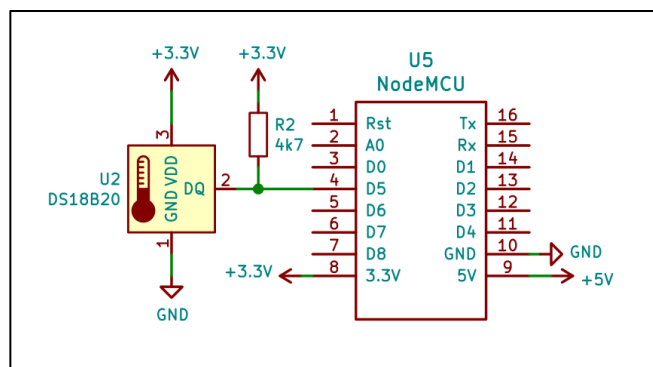 +3.3V
+3.3V
U5
NodeMCU
R2
4k7
U2
DS18B20
3
VDD
GND
DQ
2
1
GND
1 Rst Tx 16
2 A0 Rx 15
3 D0 D1 14
4 D5 D2 13
5 D6 D3 12
6 D7 D4 11
7 D8 GND 10 GND
+3.3V 8 3.3V 5V 9 +5V